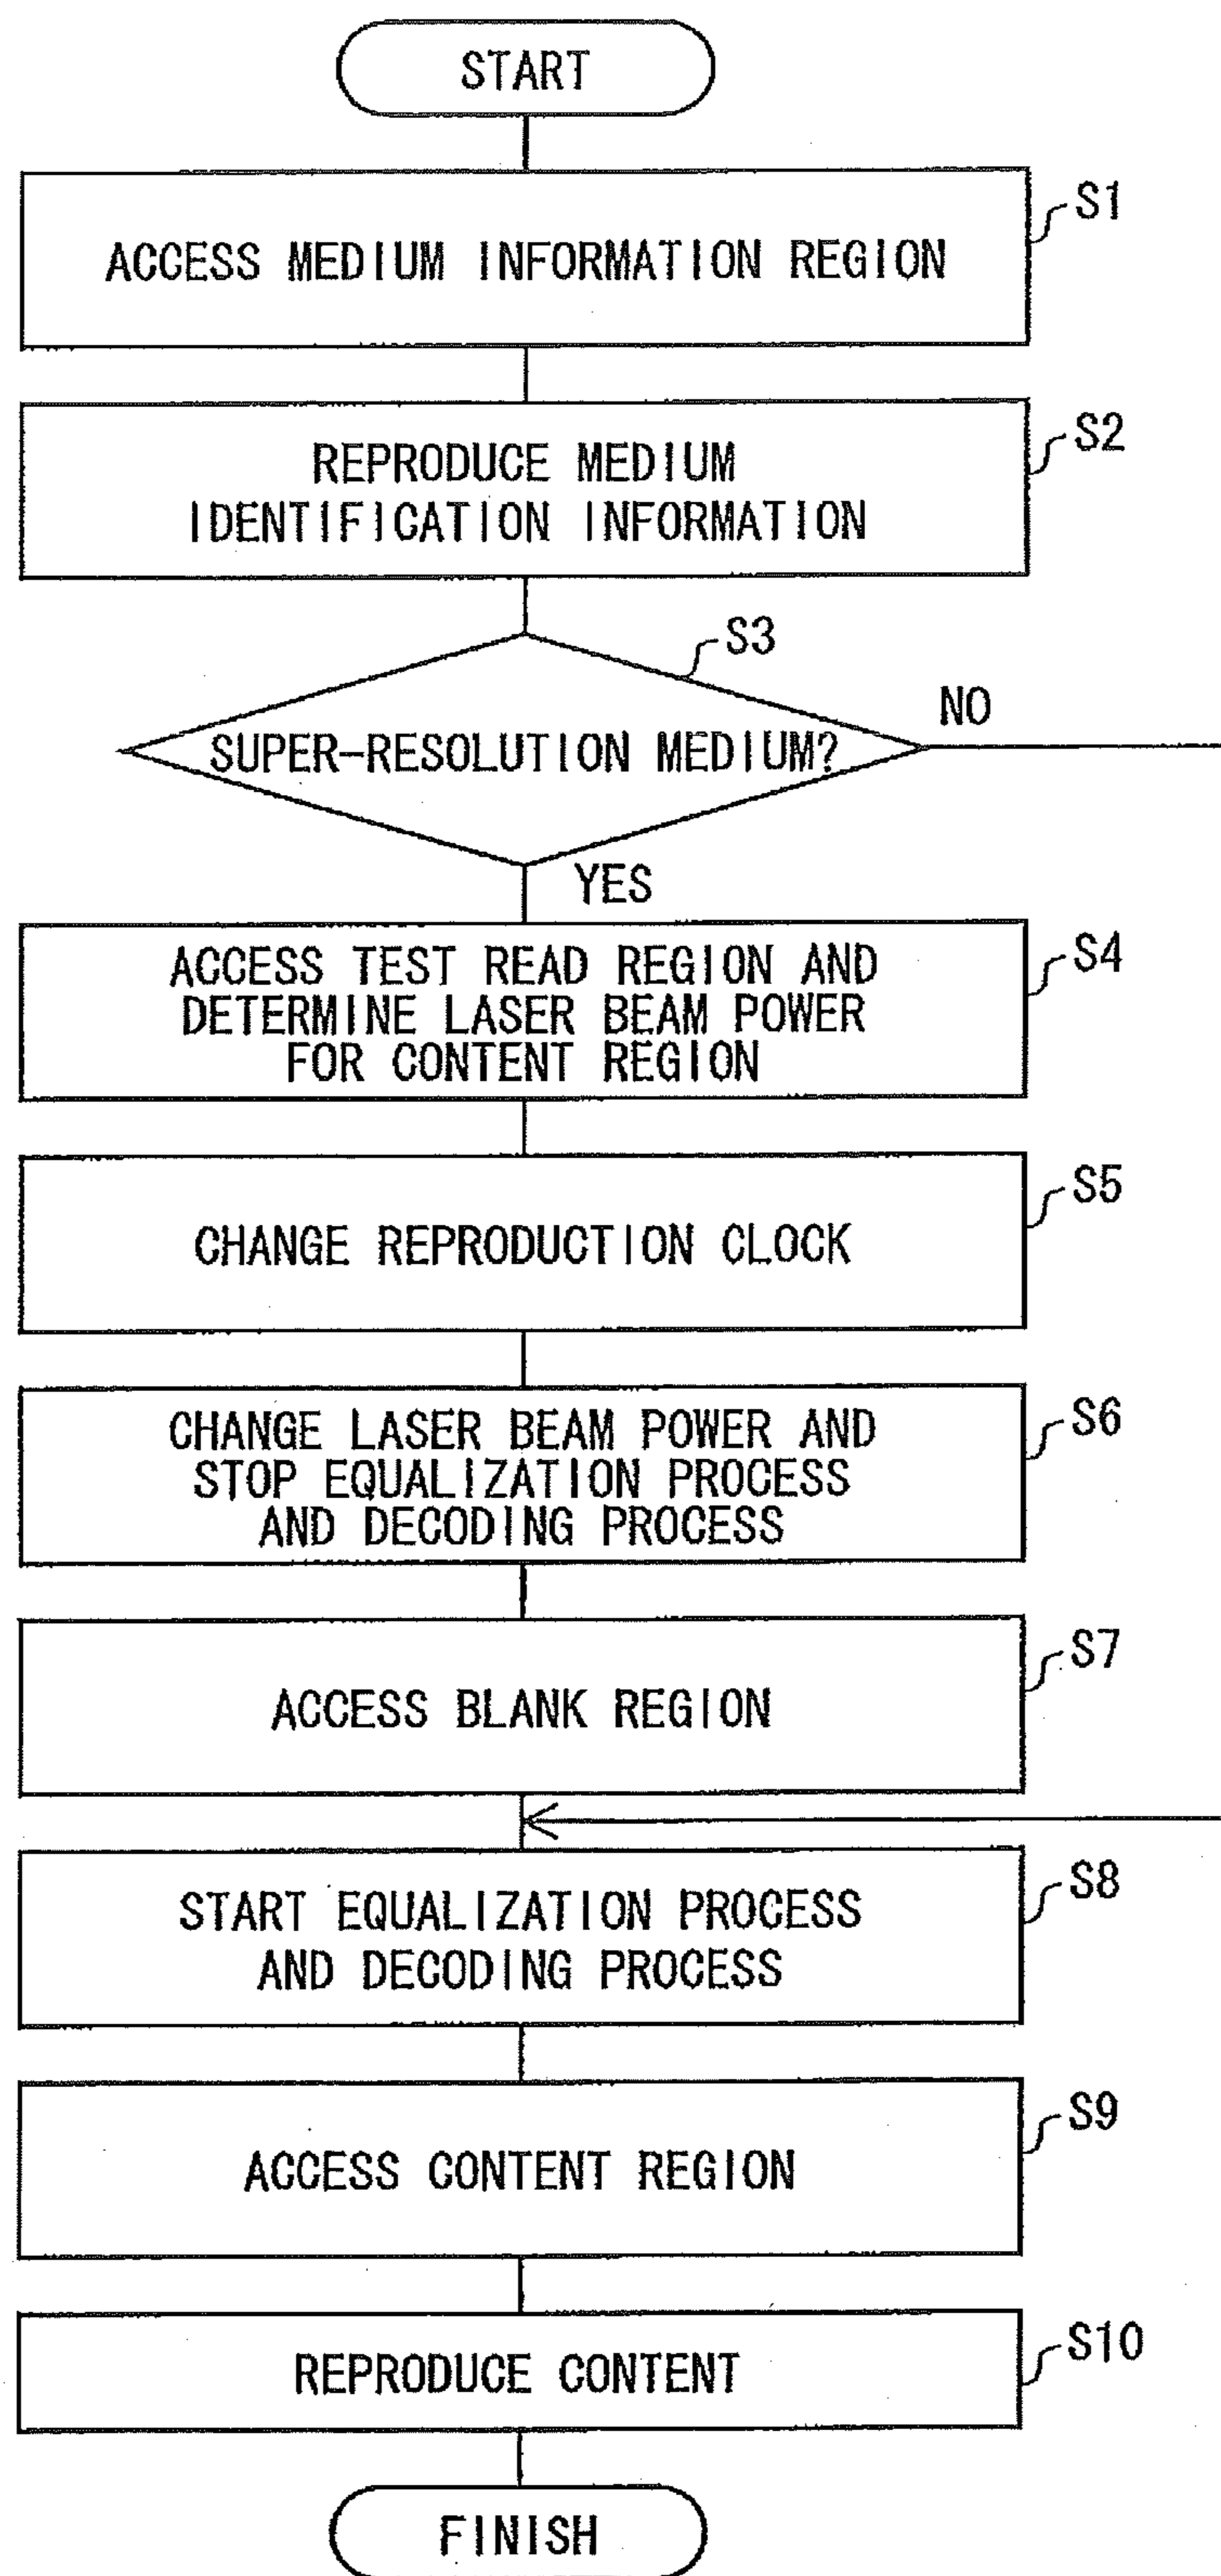 START
ACCESS MEDIUM INFORMATION REGION
S1
REPRODUCE MEDIUM
IDENTIFICATION INFORMATION
S2
S3
SUPER-RESOLUTION MEDIUM?
NO
YES
ACCESS TEST READ REGION AND
DETERMINE LASER BEAM POWER
FOR CONTENT REGION
S4
CHANGE REPRODUCTION CLOCK
S5
CHANGE LASER BEAM POWER AND
STOP EQUALIZATION PROCESS
AND DECODING PROCESS
S6
ACCESS BLANK REGION
S7
START EQUALIZATION PROCESS
AND DECODING PROCESS
S8
ACCESS CONTENT REGION
S9
REPRODUCE CONTENT
S10
FINISH